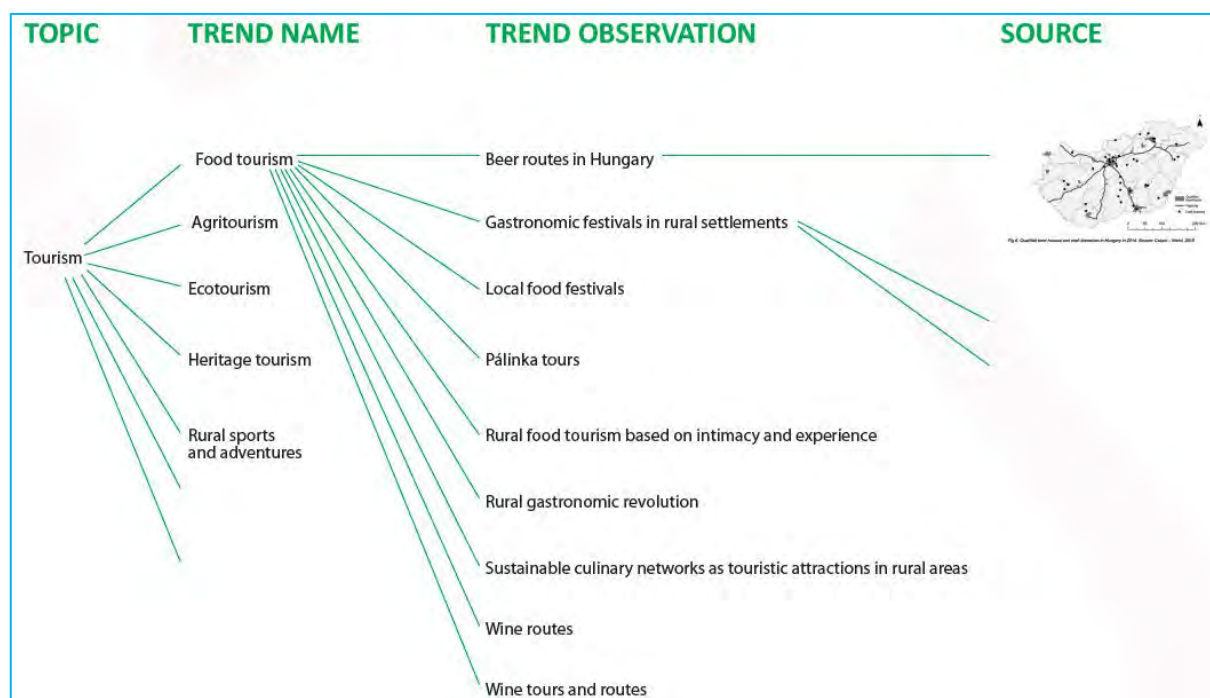 TOPIC
TREND NAME
TREND OBSERVATION
SOURCE
Food tourism
Beer routes in Hungary
Agritourism
Gastronomic festivals in rural settlements
Tourism
Ecotourism
Local food festivals
Heritage tourism
Pálinka tours
Rural sports
and adventures
Rural food tourism based on intimacy and experience
Rural gastronomic revolution
Sustainable culinary networks as touristic attractions in rural areas
Wine routes
Wine tours and routes